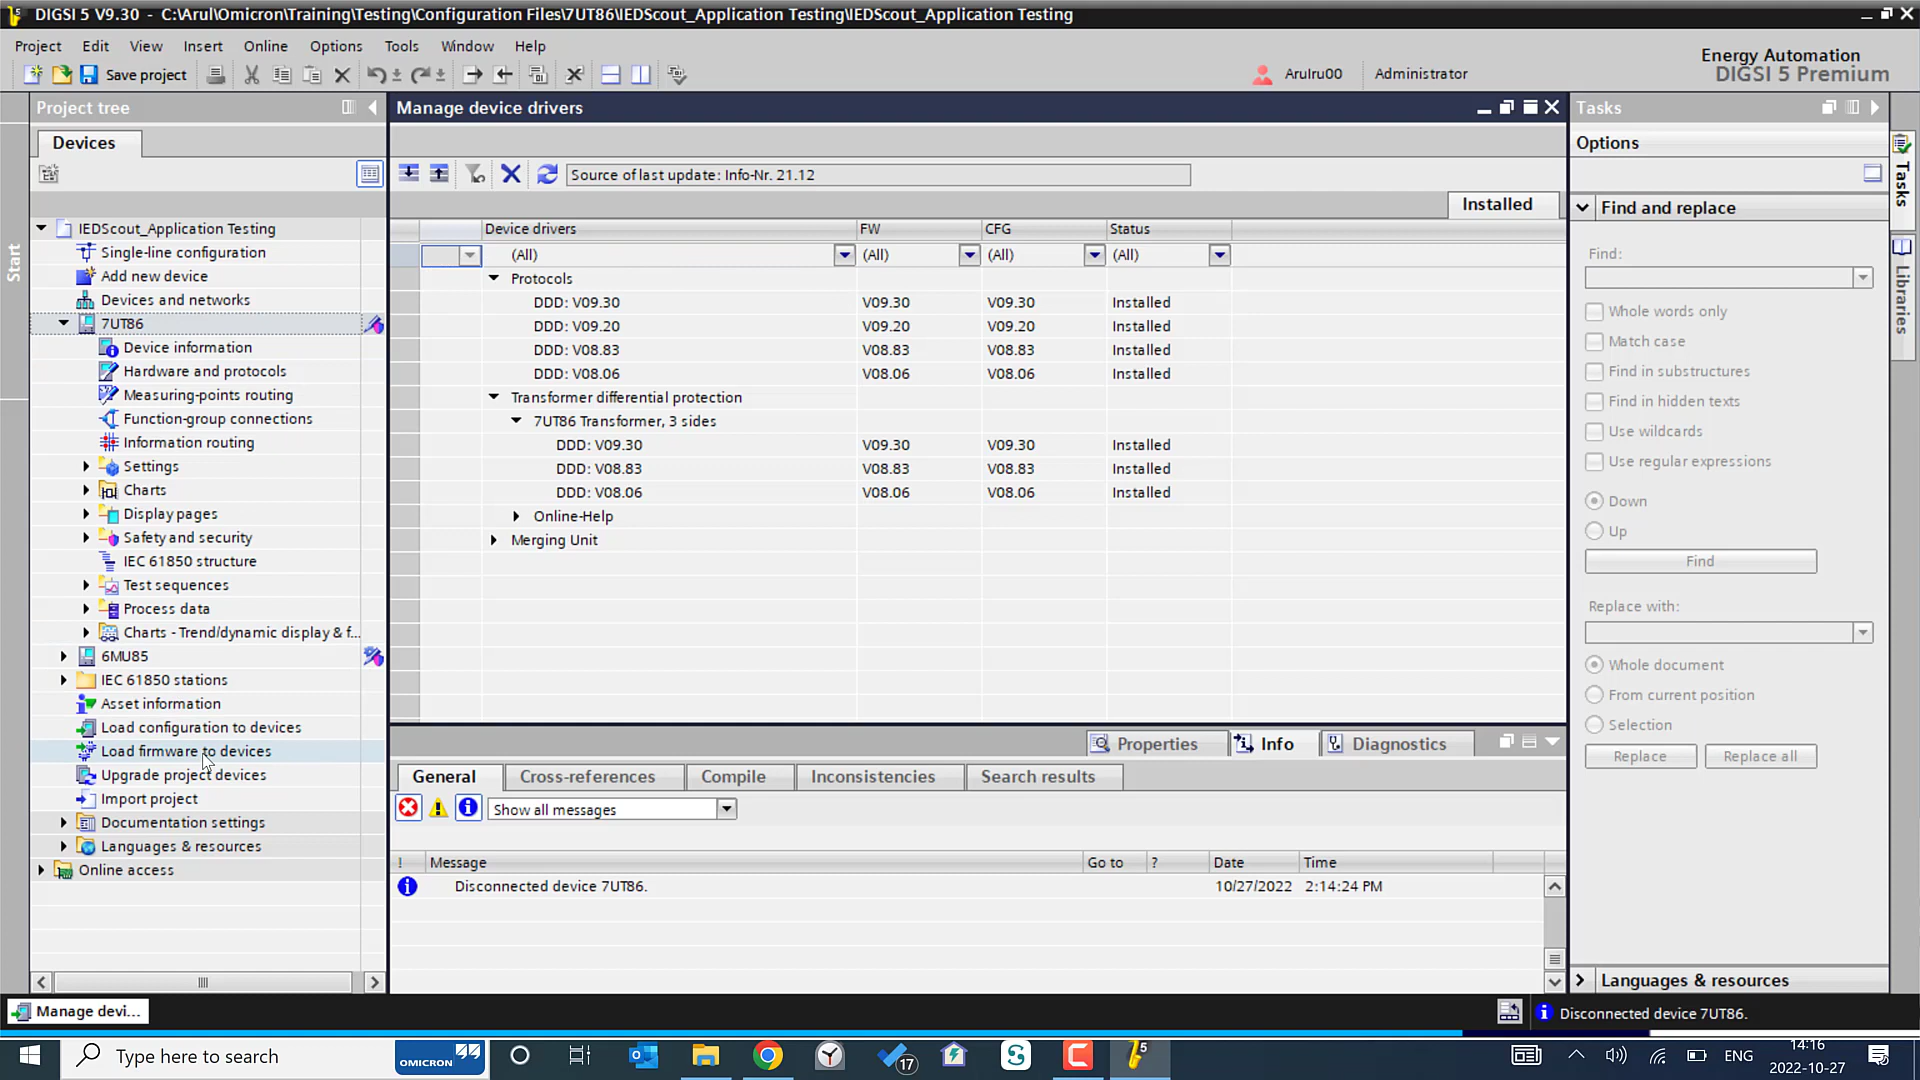 DIGSI 5 V9.30 - C:\Arul\Omicron\Training\Testing\Configuration Files\7UT86\IEDScout_Application Testing\IEDScout_Application Testing
Project Edit View Insert Online Options Tools Window Help
Save project
ArulRu00 Administrator
Energy Automation
DIGSI 5 Premium
Project tree
Manage device drivers
Tasks
Devices
Options
Source of last update: Info-Nr. 21.12
Installed
Find and replace
Device drivers FW CFG Status
(All) (All) (All) (All)
Protocols
DDD: V09.30 V09.30 V09.30 Installed
DDD: V09.20 V09.20 V09.20 Installed
DDD: V08.83 V08.83 V08.83 Installed
DDD: V08.06 V08.06 V08.06 Installed
Transformer differential protection
7UT86 Transformer, 3 sides
DDD: V09.30 V09.30 V09.30 Installed
DDD: V08.83 V08.83 V08.83 Installed
DDD: V08.06 V08.06 V08.06 Installed
Online-Help
Merging Unit
Start
IEDScout_Application Testing
Single-line configuration
Add new device
Devices and networks
7UT86
Device information
Hardware and protocols
Measuring-points routing
Function-group connections
Information routing
Settings
Charts
Display pages
Safety and security
IEC 61850 structure
Test sequences
Process data
Charts - Trend/dynamic display & f...
6MU85
IEC 61850 stations
Asset information
Load configuration to devices
Load firmware to devices
Upgrade project devices
Import project
Documentation settings
Languages & resources
Online access
Find:
Whole words only
Match case
Find in substructures
Find in hidden texts
Use wildcards
Use regular expressions
Down
Up
Find
Replace with:
Whole document
From current position
Selection
Replace Replace all
Languages & resources
Tasks
Libraries
Properties Info Diagnostics
General Cross-references Compile Inconsistencies Search results
Show all messages
! Message Go to ? Date Time
Disconnected device 7UT86. 10/27/2022 2:14:24 PM
Manage devi...
Disconnected device 7UT86.
Type here to search
OMICRON
17
5
ENG
14:16
2022-10-27